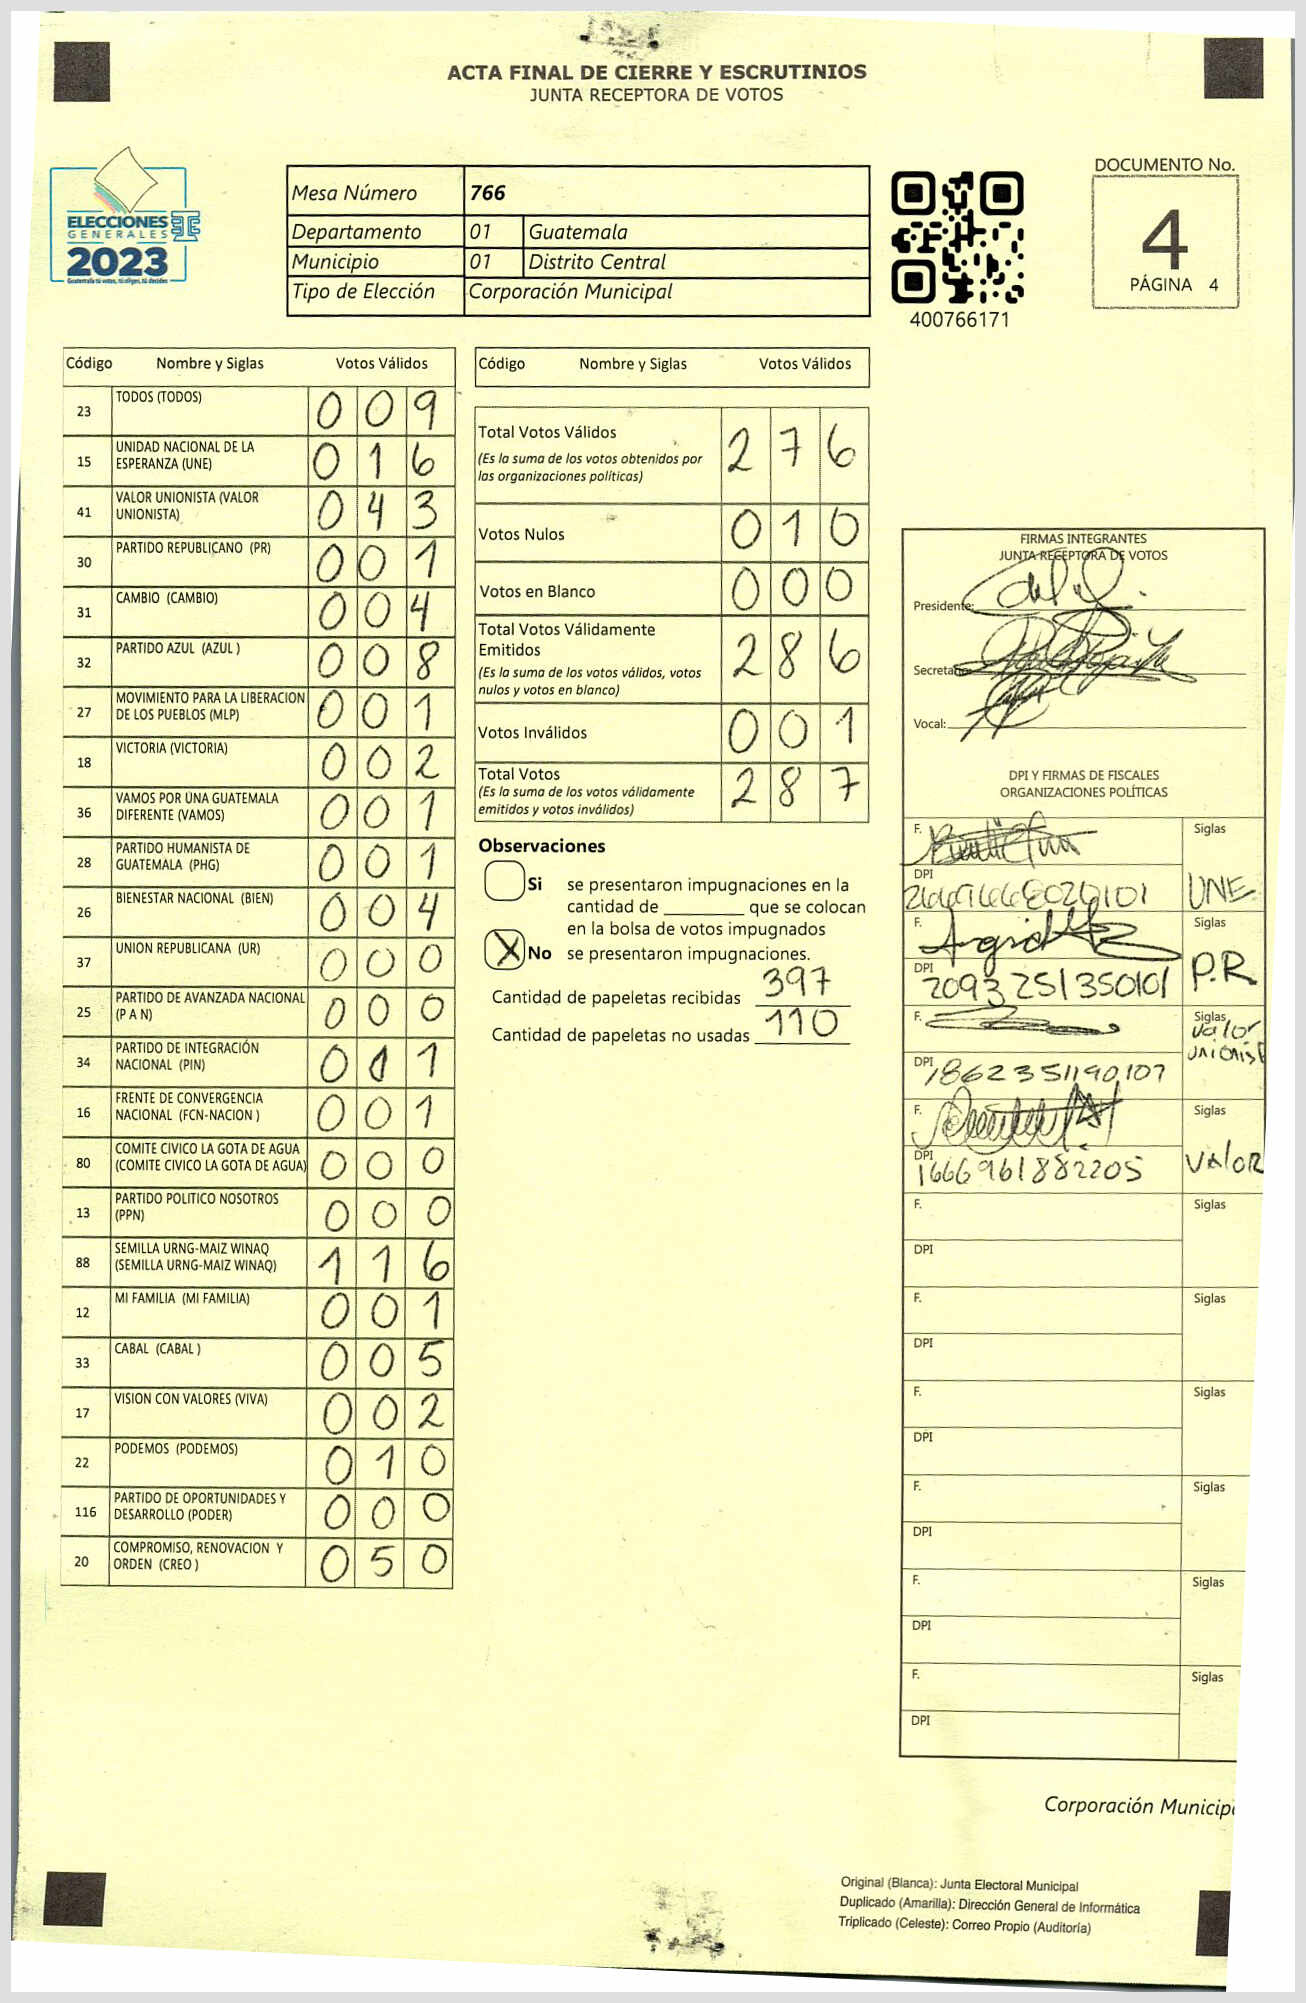 ACTA FINAL DE CIERRE Y ESCRUTINIOS
JUNTA RECEPTORA DE VOTOS
ELECCIONES
GENERALES
2023
Guatemala tú votas, tú eliges, tú decides
Mesa Número 766
Departamento 01 Guatemala
Municipio 01 Distrito Central
Tipo de Elección Corporación Municipal
400766171
DOCUMENTO No.
4
PÁGINA 4
Código Nombre y Siglas Votos Válidos
23 TODOS (TODOS) 0 0 9
15 UNIDAD NACIONAL DE LA
ESPERANZA (UNE) 0 1 6
41 VALOR UNIONISTA (VALOR
UNIONISTA) 0 4 3
30 PARTIDO REPUBLICANO (PR) 0 0 1
31 CAMBIO (CAMBIO) 0 0 4
32 PARTIDO AZUL (AZUL ) 0 0 8
27 MOVIMIENTO PARA LA LIBERACION
DE LOS PUEBLOS (MLP) 0 0 1
18 VICTORIA (VICTORIA) 0 0 2
36 VAMOS POR UNA GUATEMALA
DIFERENTE (VAMOS) 0 0 1
28 PARTIDO HUMANISTA DE
GUATEMALA (PHG) 0 0 1
26 BIENESTAR NACIONAL (BIEN) 0 0 4
37 UNION REPUBLICANA (UR) 0 0 0
25 PARTIDO DE AVANZADA NACIONAL
(P A N) 0 0 0
34 PARTIDO DE INTEGRACIÓN
NACIONAL (PIN) 0 1 1
16 FRENTE DE CONVERGENCIA
NACIONAL (FCN-NACION ) 0 0 1
80 COMITE CIVICO LA GOTA DE AGUA
(COMITE CIVICO LA GOTA DE AGUA) 0 0 0
13 PARTIDO POLITICO NOSOTROS
(PPN) 0 0 0
88 SEMILLA URNG-MAIZ WINAQ
(SEMILLA URNG-MAIZ WINAQ) 1 1 6
12 MI FAMILIA (MI FAMILIA) 0 0 1
33 CABAL (CABAL ) 0 0 5
17 VISION CON VALORES (VIVA) 0 0 2
22 PODEMOS (PODEMOS) 0 1 0
116 PARTIDO DE OPORTUNIDADES Y
DESARROLLO (PODER) 0 0 0
20 COMPROMISO, RENOVACION Y
ORDEN (CREO ) 0 5 0
Código Nombre y Siglas Votos Válidos
Total Votos Válidos 2 7 6
(Es la suma de los votos obtenidos por
las organizaciones políticas)
Votos Nulos 0 1 0
Votos en Blanco 0 0 0
Total Votos Válidamente
Emitidos 2 8 6
(Es la suma de los votos válidos, votos
nulos y votos en blanco)
Votos Inválidos 0 0 1
Total Votos 2 8 7
(Es la suma de los votos válidamente
emitidos y votos inválidos)
Observaciones
Si se presentaron impugnaciones en la
cantidad de ________ que se colocan
en la bolsa de votos impugnados
X No se presentaron impugnaciones.
Cantidad de papeletas recibidas 397
Cantidad de papeletas no usadas 110
FIRMAS INTEGRANTES
JUNTA RECEPTORA DE VOTOS
Presidente:
Secretario:
Vocal:
DPI Y FIRMAS DE FISCALES
ORGANIZACIONES POLÍTICAS
F. Siglas
DPI UNE
F. Siglas
DPI 2093 251350101 P.R
F. Siglas
Valor
unionist
DPI 1862351190107
F. Siglas
DPI 1666961882205 VALOR
F. Siglas
DPI
F. Siglas
DPI
F. Siglas
DPI
F. Siglas
DPI
F. Siglas
DPI
F. Siglas
DPI
Corporación Municip
Original (Blanca): Junta Electoral Municipal
Duplicado (Amarilla): Dirección General de Informática
Triplicado (Celeste): Correo Propio (Auditoría)